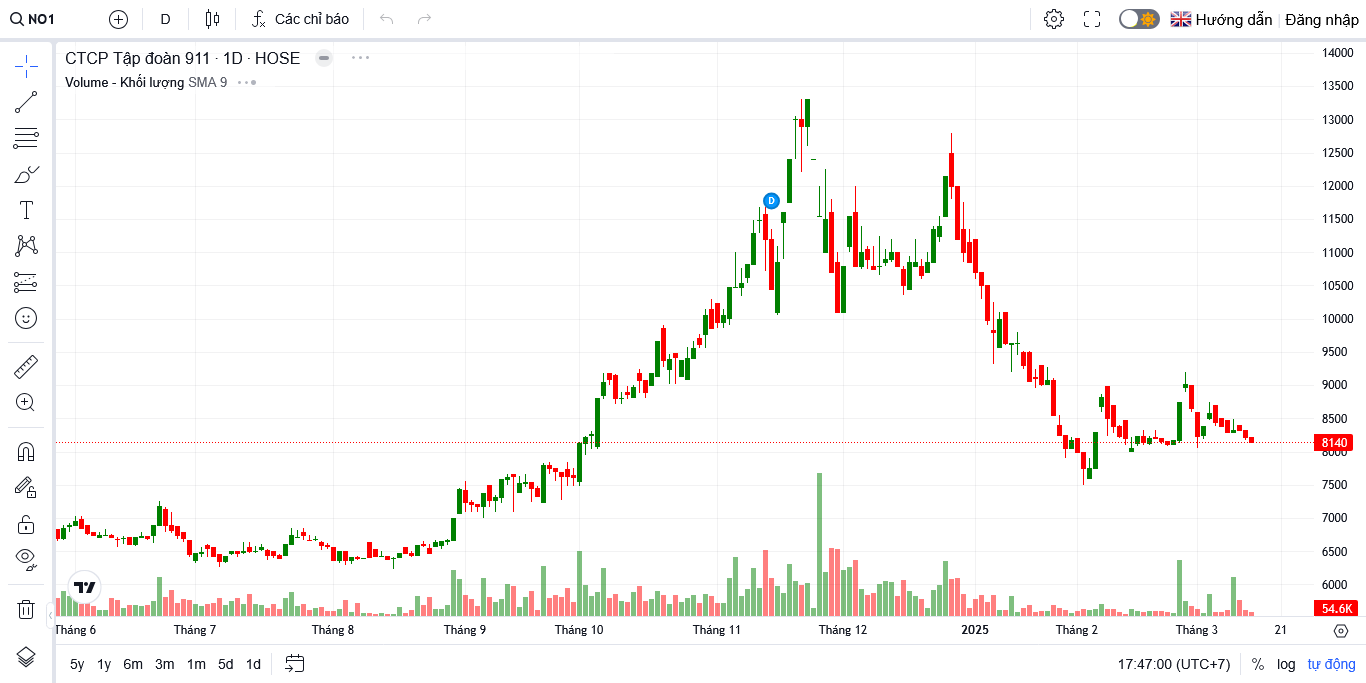 NO1 D Các chỉ báo Hướng dẫn Đăng nhập
CTCP Tập đoàn 911 · 1D · HOSE
Volume - Khối lượng SMA 9
D
14000
13500
13000
12500
12000
11500
11000
10500
10000
9500
9000
8500
8140
8000
7500
7000
6500
6000
54.6K
Tháng 6 Tháng 7 Tháng 8 Tháng 9 Tháng 10 Tháng 11 Tháng 12 2025 Tháng 2 Tháng 3 21
5y 1y 6m 3m 1m 5d 1d 17:47:00 (UTC+7) % log tự động